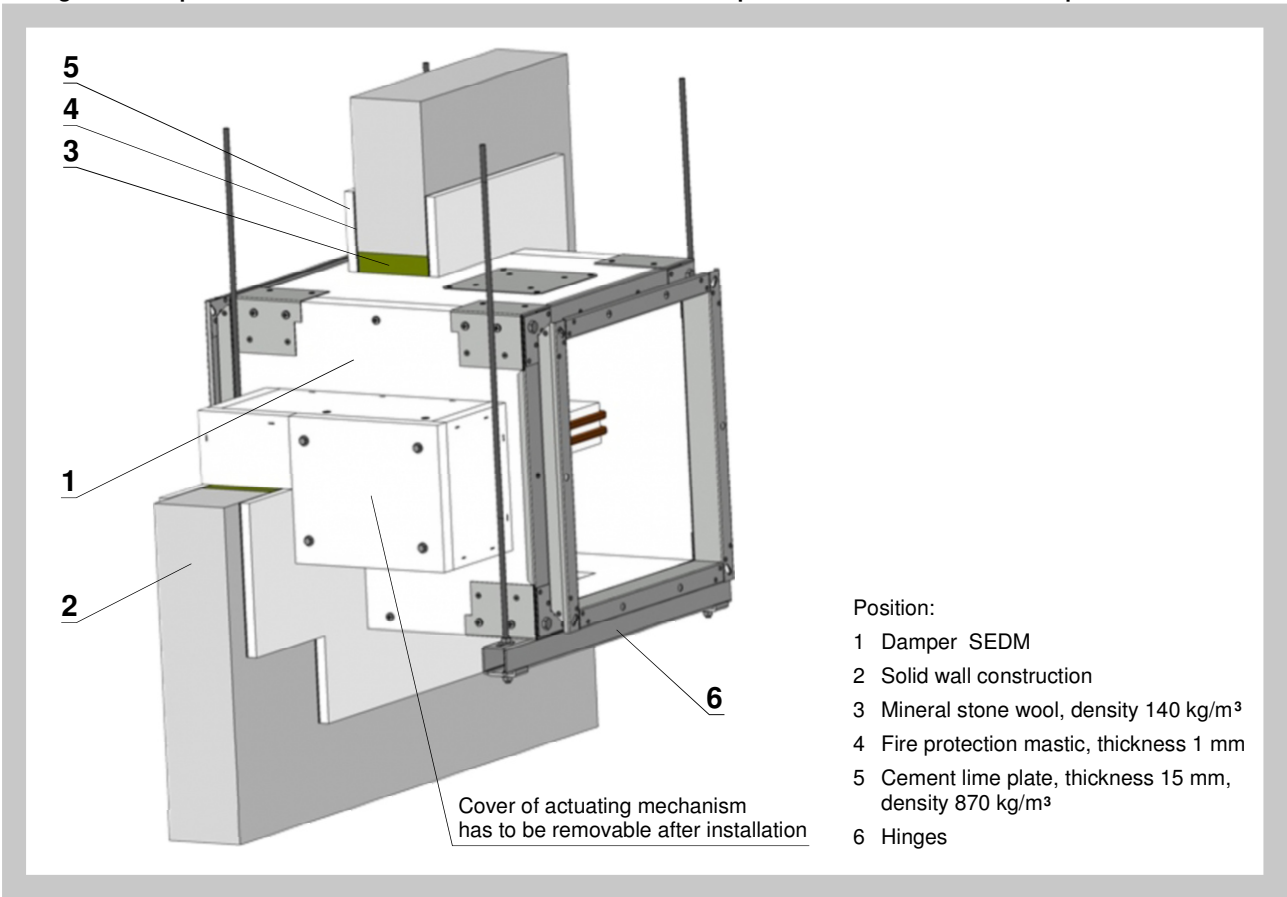 5
4
3
1
2
6
Cover of actuating mechanism
has to be removable after installation
Position:
1 Damper SEDM
2 Solid wall construction
3 Mineral stone wool, density 140 kg/m³
4 Fire protection mastic, thickness 1 mm
5 Cement lime plate, thickness 15 mm,
density 870 kg/m³
6 Hinges